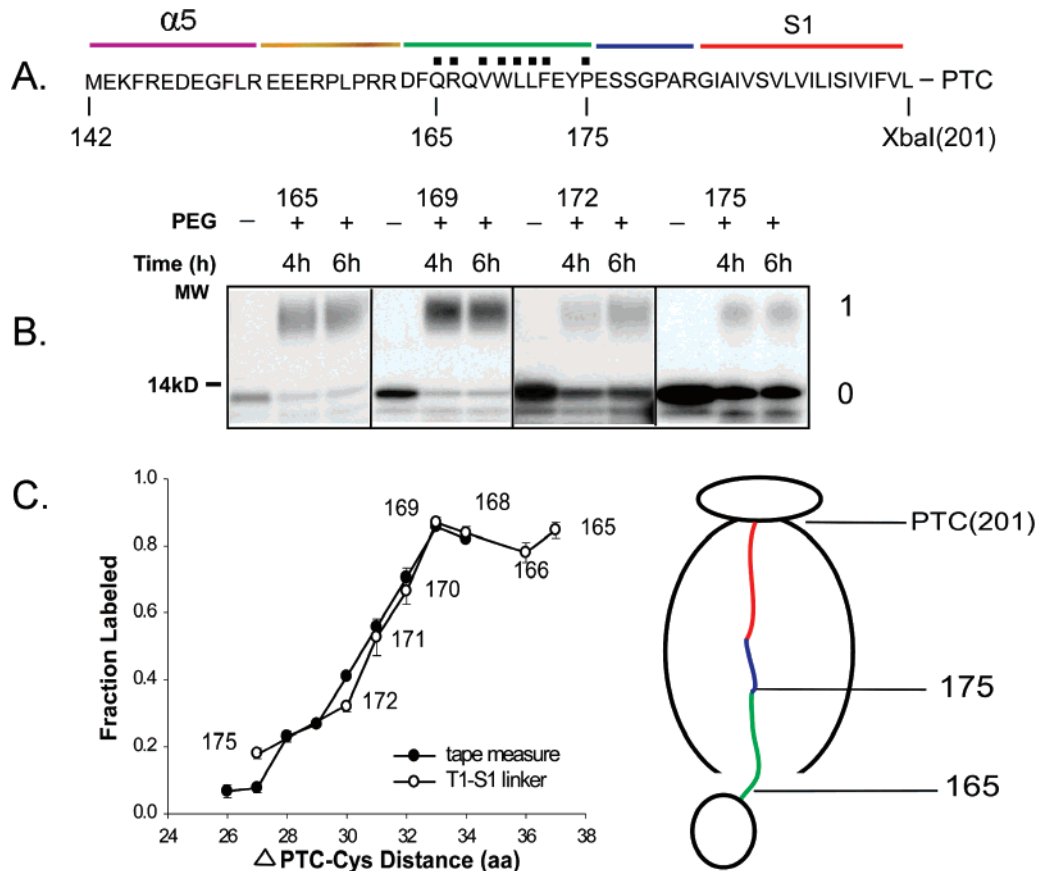 α5
S1
A.
MEKFREDEGFLR EEERPLPRR DFQRQVWLLFEYPESSGPARGIAIVSVLVILISIVIFVL – PTC
142
165
175
XbaI(201)
165
169
172
175
PEG
– + + – + + – + + – + +
Time (h)
4h 6h 4h 6h 4h 6h 4h 6h
MW
B.
1
14kD
0
C.
1.0
0.8
0.6
0.4
0.2
0.0
Fraction Labeled
169
168
165
166
170
171
172
175
tape measure
T1-S1 linker
24 26 28 30 32 34 36 38
△ PTC-Cys Distance (aa)
PTC(201)
175
165